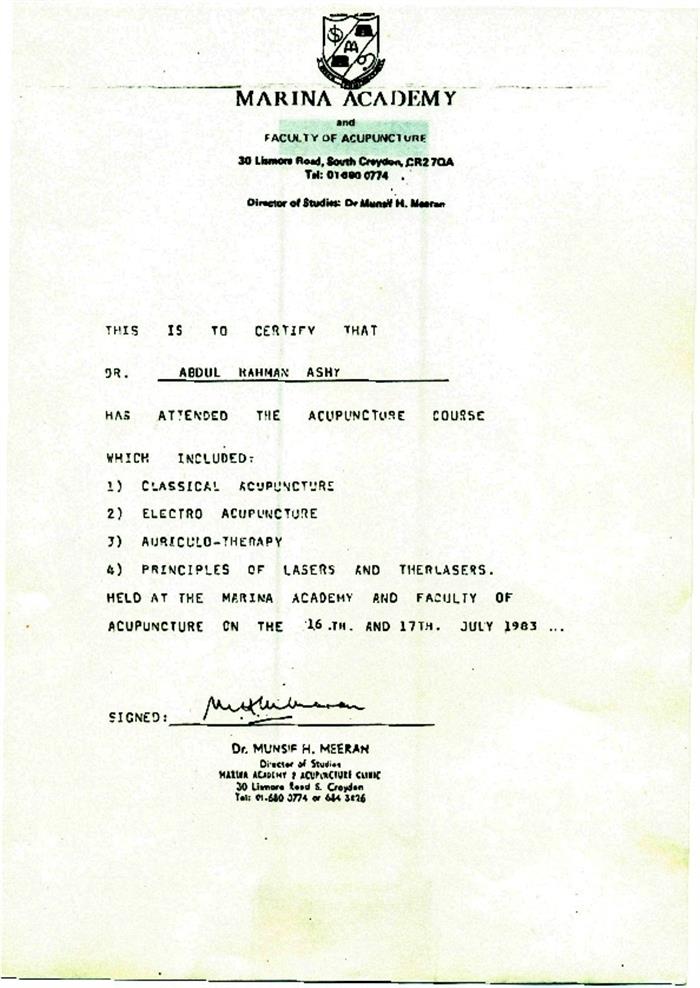 MARINA ACADEMY
and
FACULTY OF ACUPUNCTURE
30 Lismore Road, South Croydon, CR2 7QA
Tel: 01-680 0774
Director of Studies: Dr Munsif H. Meeran
THIS IS TO CERTIFY THAT
DR. ABDUL RAHMAN ASHY
HAS ATTENDED THE ACUPUNCTURE COURSE
WHICH INCLUDED:
1) CLASSICAL ACUPUNCTURE
2) ELECTRO ACUPUNCTURE
3) AURICULO-THERAPY
4) PRINCIPLES OF LASERS AND THERLASERS.
HELD AT THE MARINA ACADEMY AND FACULTY OF
ACUPUNCTURE ON THE 16.TH. AND 17TH. JULY 1983 ...
SIGNED:
Dr. MUNSIF H. MEERAN
Director of Studies
MARINA ACADEMY & ACUPUNCTURE CLINIC
30 Lismore Road S. Croydon
Tel: 01-680 0774 or 684 3826